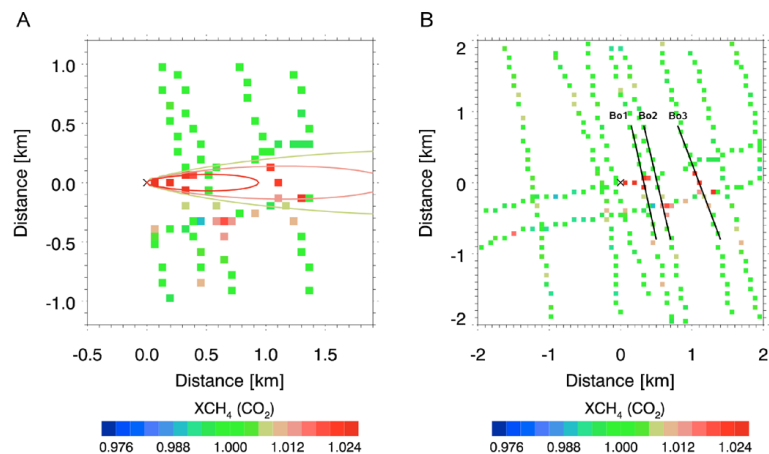 A
B
1.0
0.5
0.0
-0.5
-1.0
Distance [km]
-0.5 0.0 0.5 1.0 1.5
Distance [km]
XCH₄ (CO₂)
0.976 0.988 1.000 1.012 1.024
2
1
0
-1
-2
Distance [km]
Bo1 Bo2 Bo3
-2 -1 0 1 2
Distance [km]
XCH₄ (CO₂)
0.976 0.988 1.000 1.012 1.024